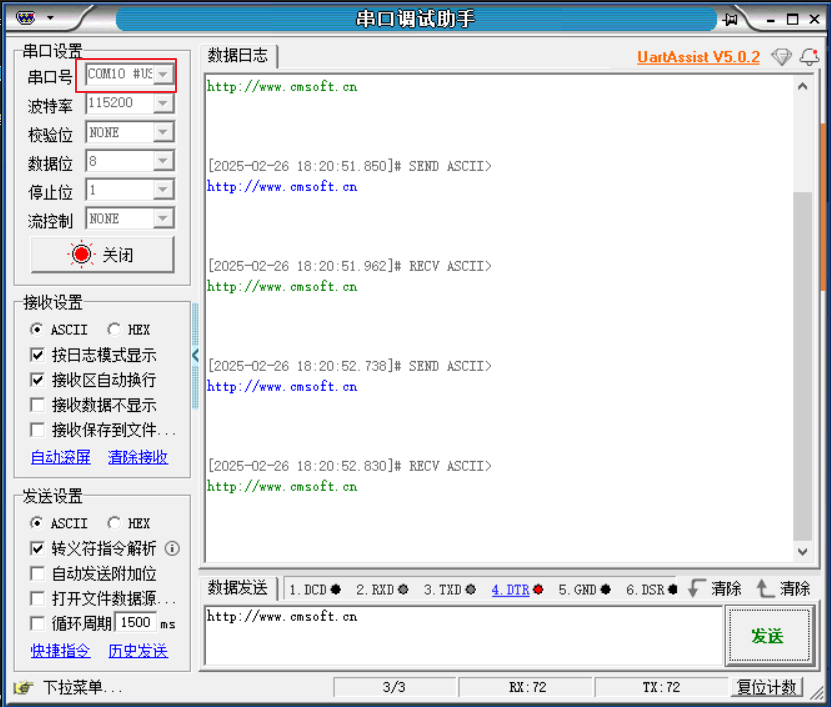 串口调试助手
串口设置
串口号 COM10 #US
波特率 115200
校验位 NONE
数据位 8
停止位 1
流控制 NONE
关闭
接收设置
ASCII HEX
按日志模式显示
接收区自动换行
接收数据不显示
接收保存到文件...
自动滚屏 清除接收
发送设置
ASCII HEX
转义符指令解析
自动发送附加位
打开文件数据源...
循环周期 1500 ms
快捷指令 历史发送
数据日志
UartAssist V5.0.2
http://www.cmsoft.cn
[2025-02-26 18:20:51.850]# SEND ASCII>
http://www.cmsoft.cn
[2025-02-26 18:20:51.962]# RECV ASCII>
http://www.cmsoft.cn
[2025-02-26 18:20:52.738]# SEND ASCII>
http://www.cmsoft.cn
[2025-02-26 18:20:52.830]# RECV ASCII>
http://www.cmsoft.cn
数据发送 1.DCD 2.RXD 3.TXD 4.DTR 5.GND 6.DSR 清除 清除
http://www.cmsoft.cn
发送
下拉菜单... 3/3 RX:72 TX:72 复位计数